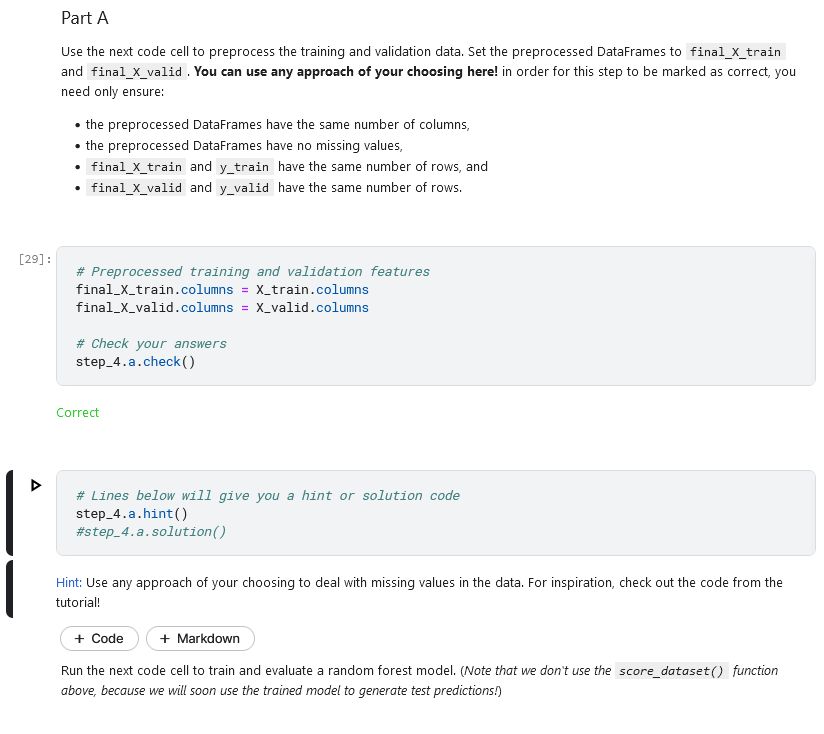 Part A
Use the next code cell to preprocess the training and validation data. Set the preprocessed DataFrames to final_X_train
and final_X_valid . You can use any approach of your choosing here! in order for this step to be marked as correct, you
need only ensure:
• the preprocessed DataFrames have the same number of columns,
• the preprocessed DataFrames have no missing values,
• final_X_train and y_train have the same number of rows, and
• final_X_valid and y_valid have the same number of rows.
[29]:
# Preprocessed training and validation features
final_X_train.columns = X_train.columns
final_X_valid.columns = X_valid.columns
# Check your answers
step_4.a.check()
Correct
# Lines below will give you a hint or solution code
step_4.a.hint()
#step_4.a.solution()
Hint: Use any approach of your choosing to deal with missing values in the data. For inspiration, check out the code from the
tutorial!
+ Code + Markdown
Run the next code cell to train and evaluate a random forest model. (Note that we don't use the score_dataset() function
above, because we will soon use the trained model to generate test predictions!)